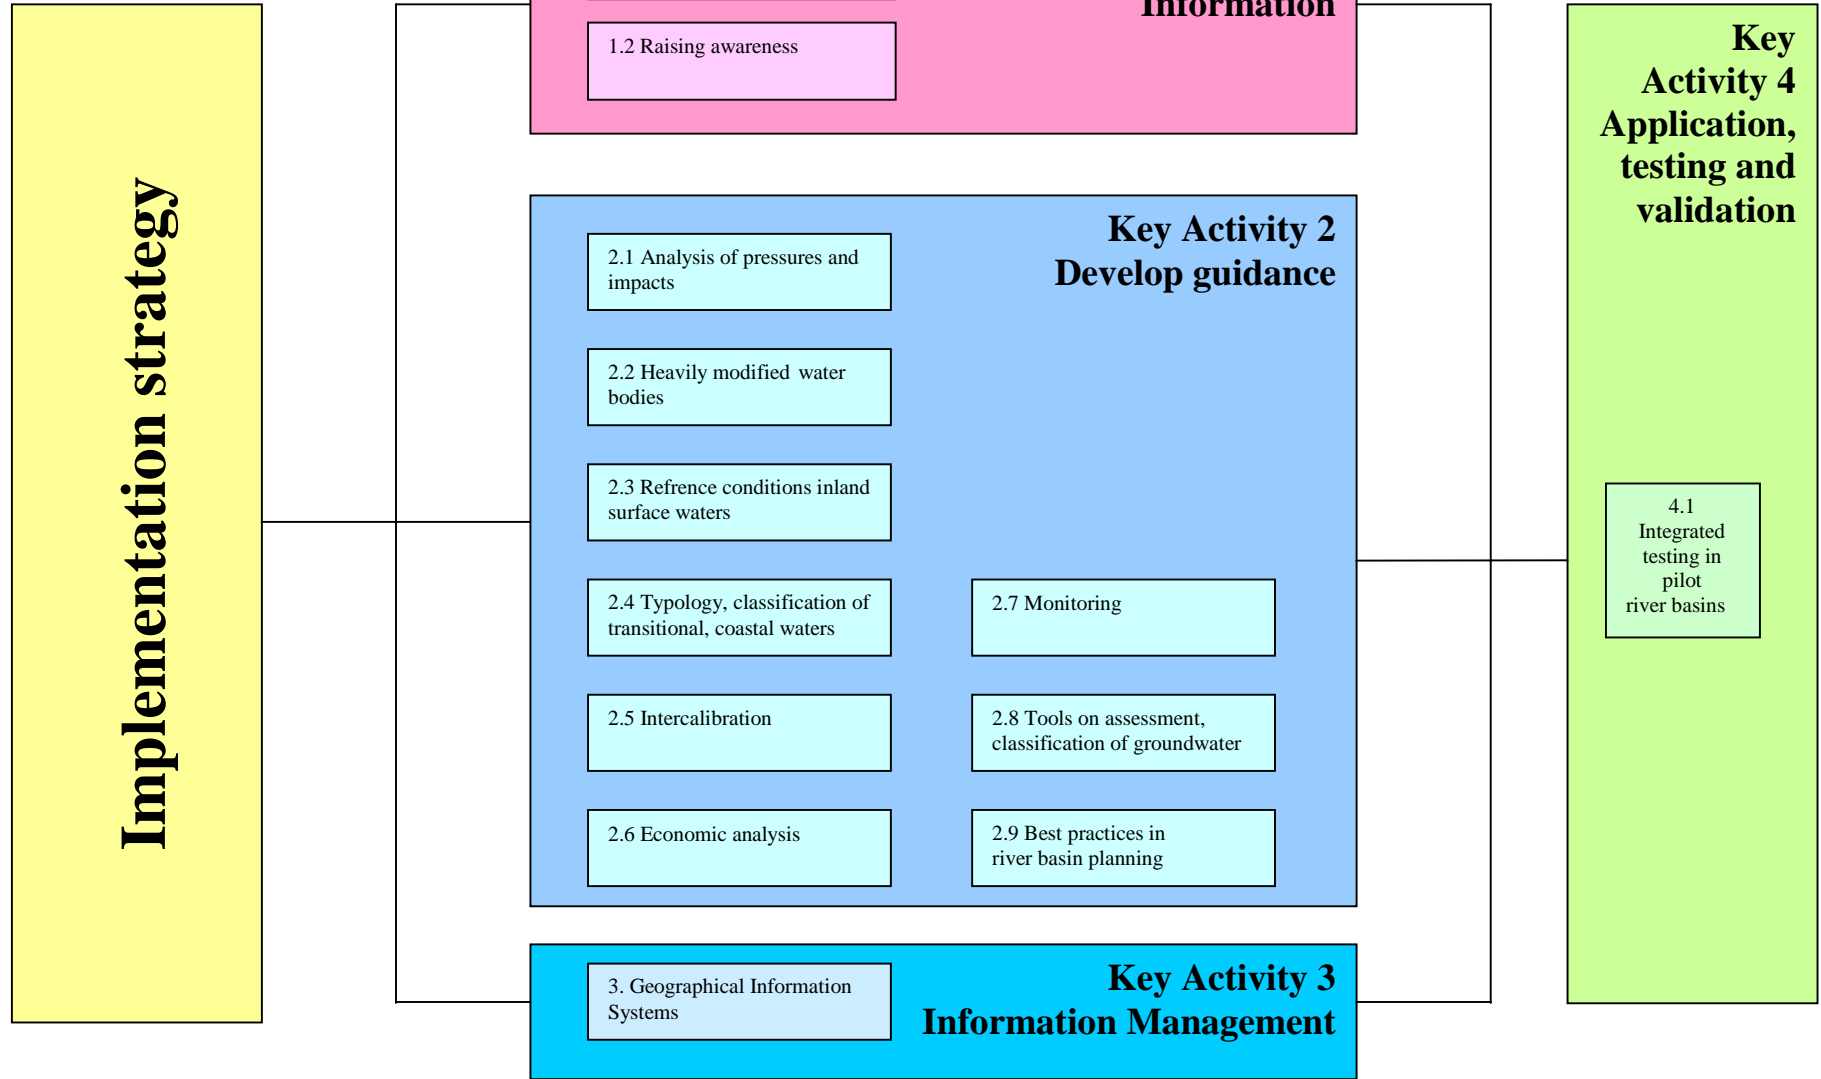 Implementation strategy
Information
1.2 Raising awareness
Key Activity 2
Develop guidance
2.1 Analysis of pressures and
impacts
2.2 Heavily modified water
bodies
2.3 Refrence conditions inland
surface waters
2.4 Typology, classification of
transitional, coastal waters
2.5 Intercalibration
2.6 Economic analysis
2.7 Monitoring
2.8 Tools on assessment,
classification of groundwater
2.9 Best practices in
river basin planning
Key Activity 3
Information Management
3. Geographical Information
Systems
Key
Activity 4
Application,
testing and
validation
4.1
Integrated
testing in
pilot
river basins